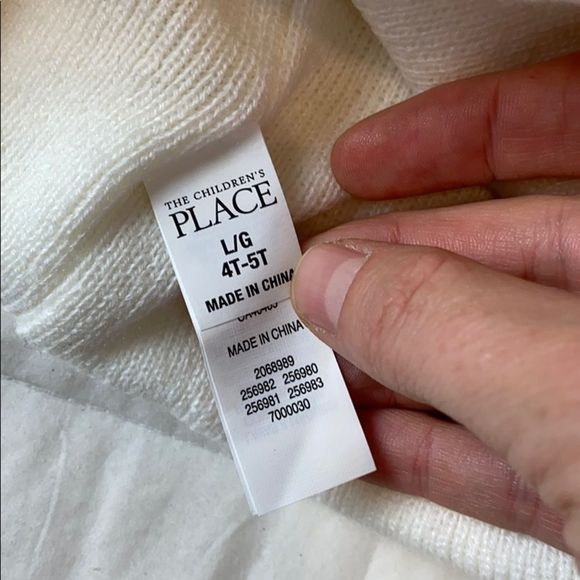 THE CHILDREN'S
PLACE
L/G
4T-5T
MADE IN CHINA
MADE IN CHINA
2068989
256982 256980
256981 256983
7000030